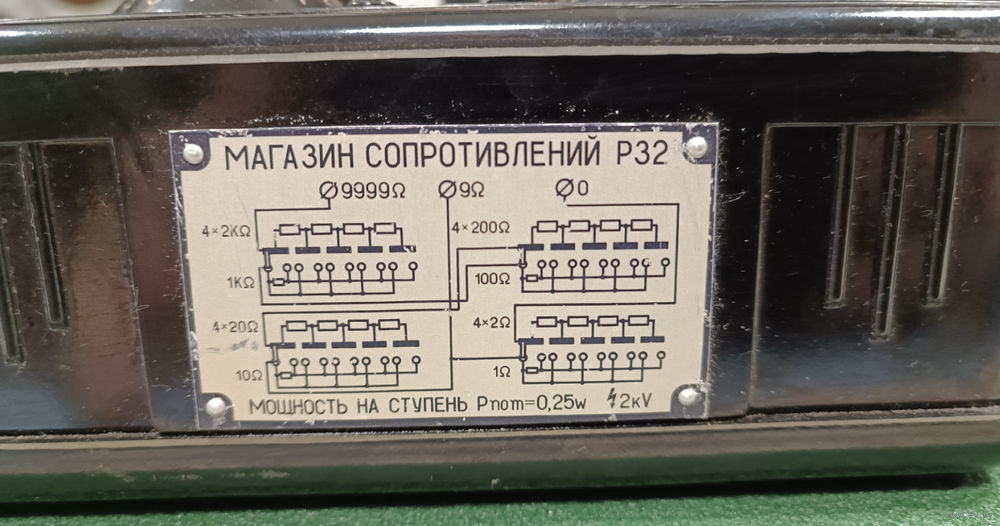 МАГАЗИН СОПРОТИВЛЕНИЙ Р32
⌀9999Ω ⌀9Ω ⌀0
4×2KΩ 4×200Ω
1KΩ 100Ω
4×20Ω 4×2Ω
10Ω 1Ω
МОЩНОСТЬ НА СТУПЕНЬ Pnom=0,25w 2кV